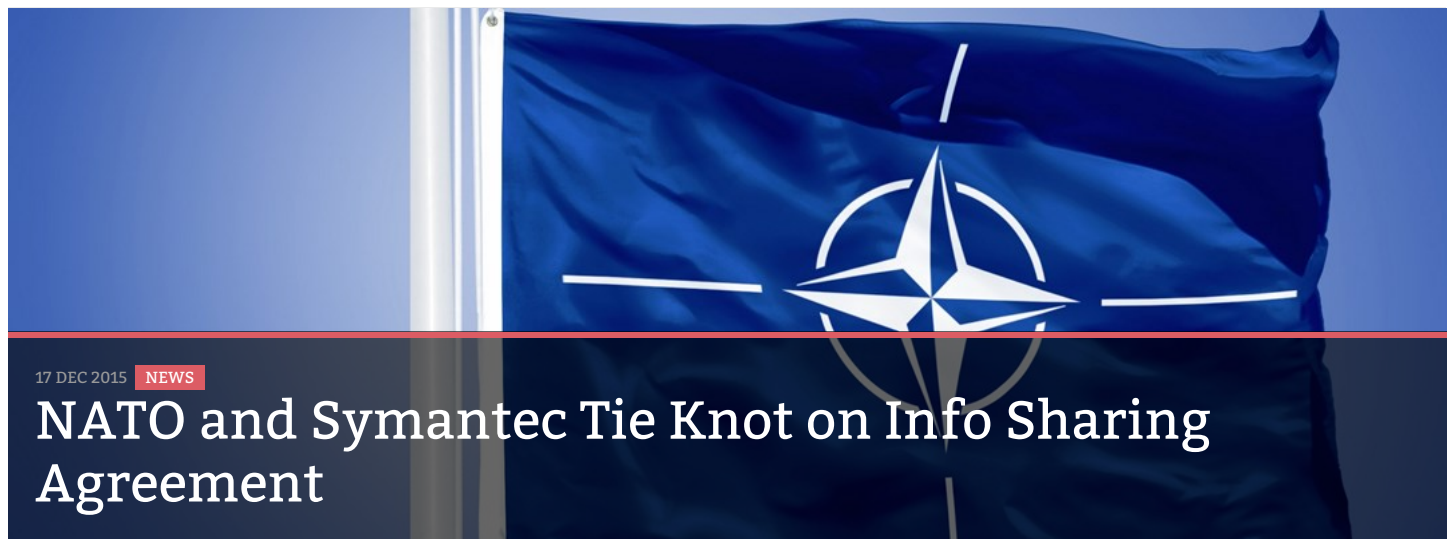 17 DEC 2015 NEWS
NATO and Symantec Tie Knot on Info Sharing
Agreement